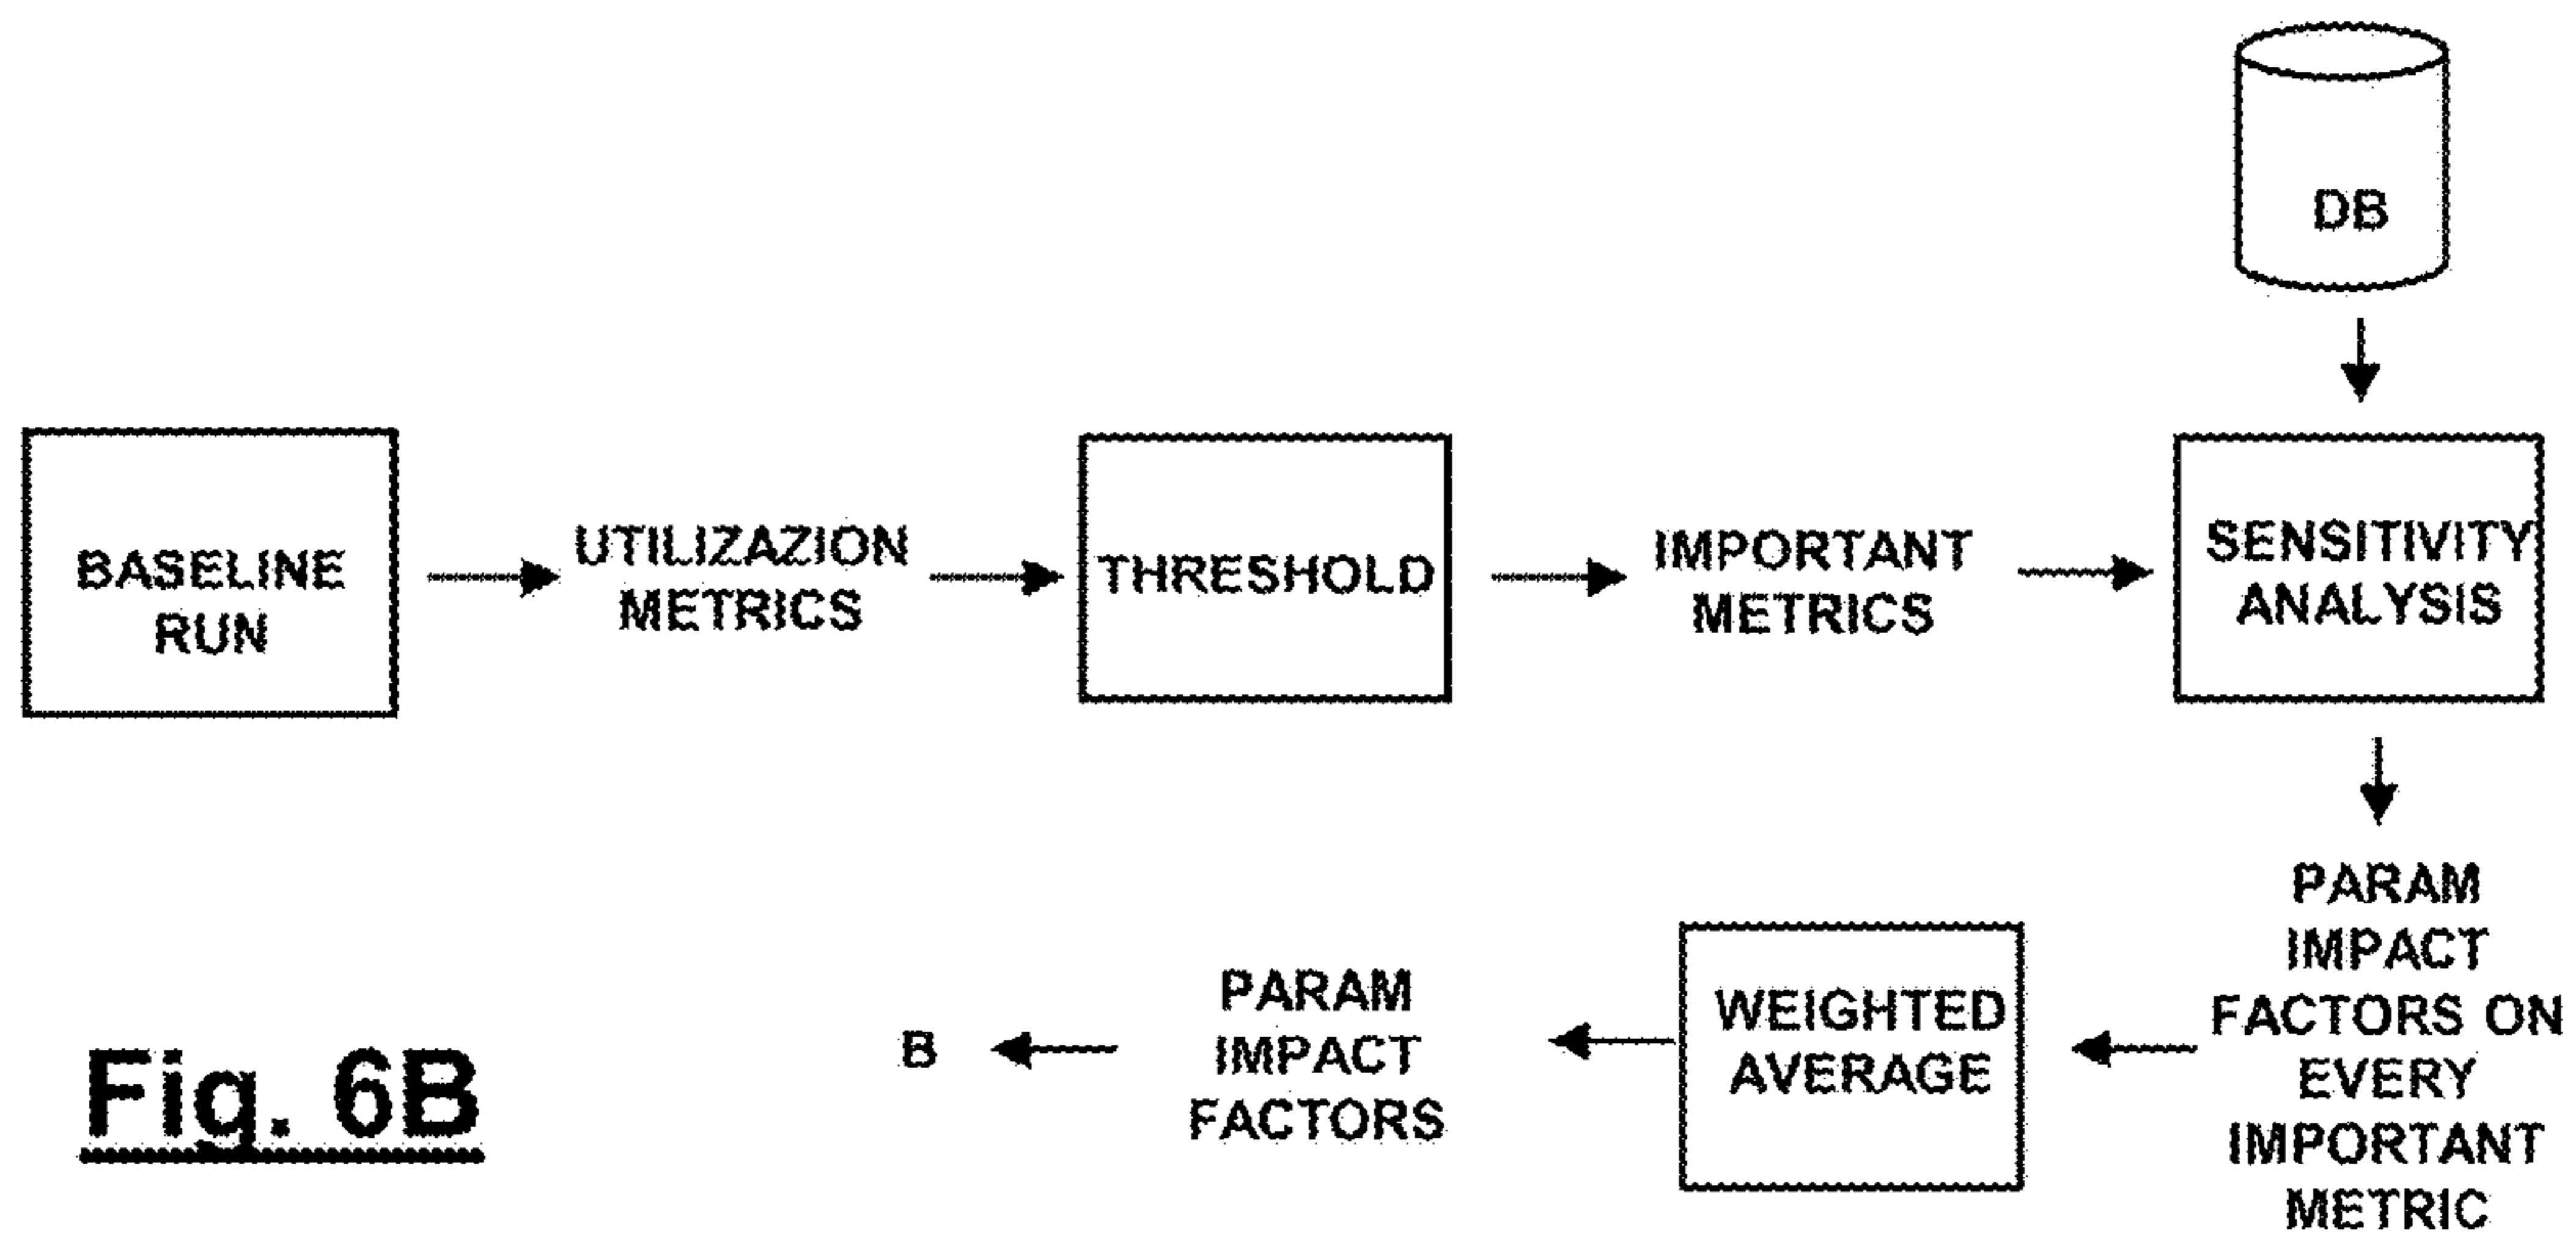 DB
BASELINE
RUN
UTILIZAZION
METRICS
THRESHOLD
IMPORTANT
METRICS
SENSITIVITY
ANALYSIS
PARAM
IMPACT
FACTORS ON
EVERY
IMPORTANT
METRIC
WEIGHTED
AVERAGE
PARAM
IMPACT
FACTORS
B
Fig. 6B